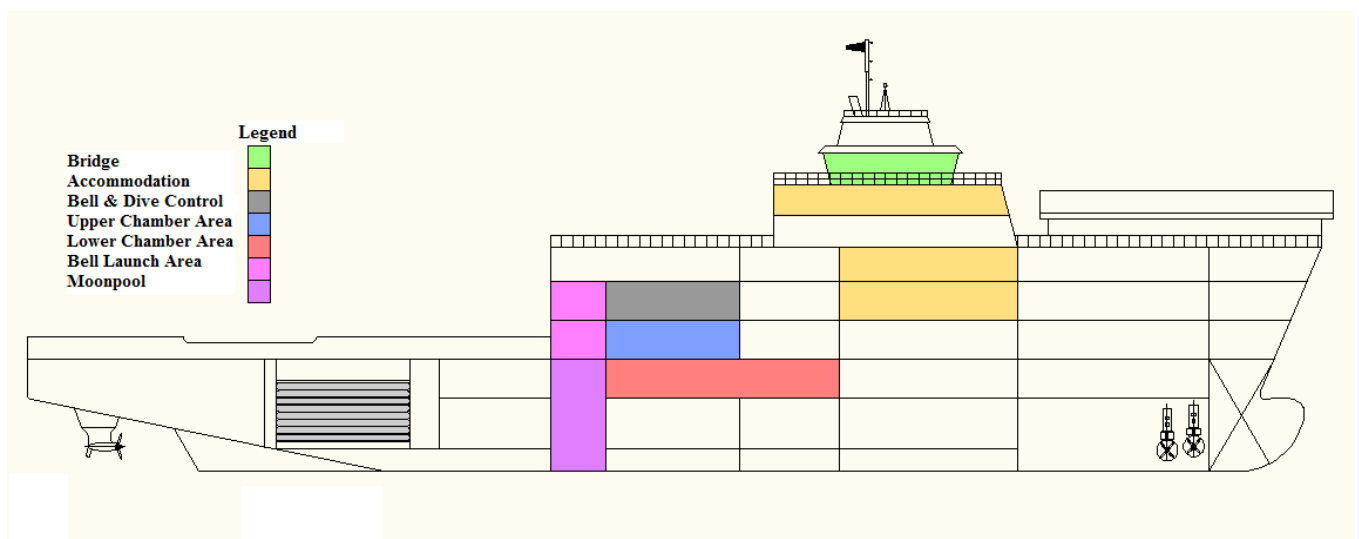 Legend
Bridge
Accommodation
Bell & Dive Control
Upper Chamber Area
Lower Chamber Area
Bell Launch Area
Moonpool